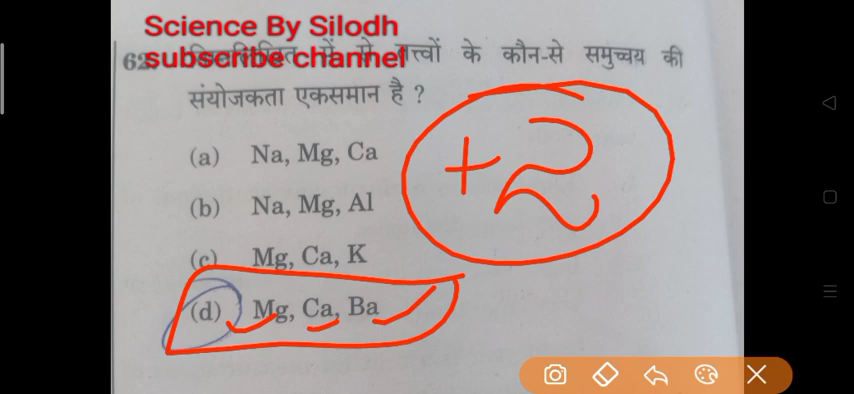 Science By Silodh
subscribe channel
62. में से तत्त्वों के कौन-से समुच्चय की
संयोजकता एकसमान है ?
(a) Na, Mg, Ca
(b) Na, Mg, Al
(c) Mg, Ca, K
(d) Mg, Ca, Ba
+2